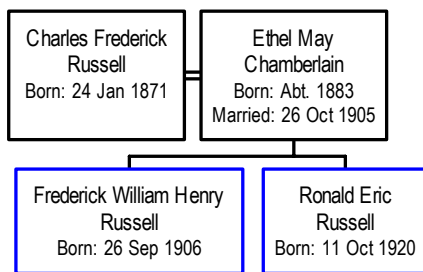 Charles Frederick
Russell
Born: 24 Jan 1871
Ethel May
Chamberlain
Born: Abt. 1883
Married: 26 Oct 1905
Frederick William Henry
Russell
Born: 26 Sep 1906
Ronald Eric
Russell
Born: 11 Oct 1920